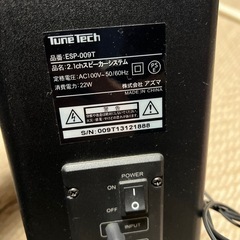 TuneTech
品番：ESP-009T
品名：2.1chスピーカーシステム
定格電圧：AC100V～50/60Hz
消費電力：22W
株式会社 アズマ
MADE IN CHINA
S/N:009T13121888
POWER
ON
OFF
INPUT